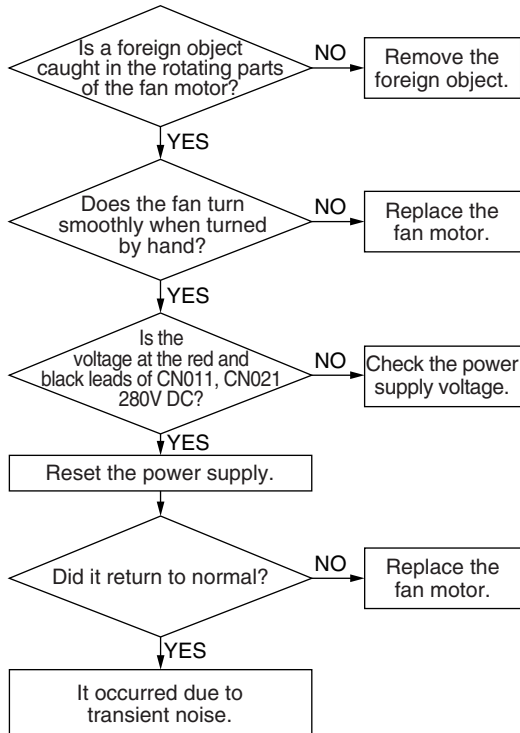 Is a foreign object
caught in the rotating parts
of the fan motor?
NO
Remove the
foreign object.
YES
Does the fan turn
smoothly when turned
by hand?
NO
Replace the
fan motor.
YES
Is the
voltage at the red and
black leads of CN011, CN021
280V DC?
NO
Check the power
supply voltage.
YES
Reset the power supply.
Did it return to normal?
NO
Replace the
fan motor.
YES
It occurred due to
transient noise.